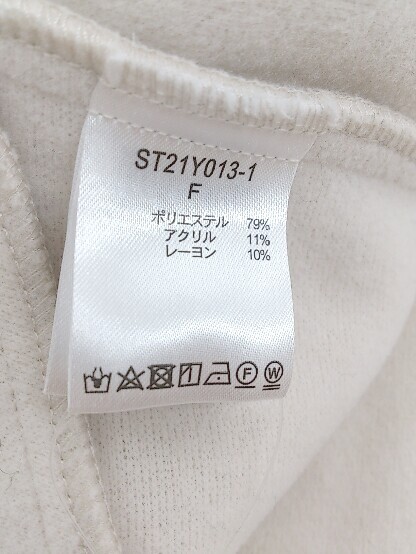 ST21Y013-1
F
ポリエステル 79%
アクリル 11%
レーヨン 10%
F W